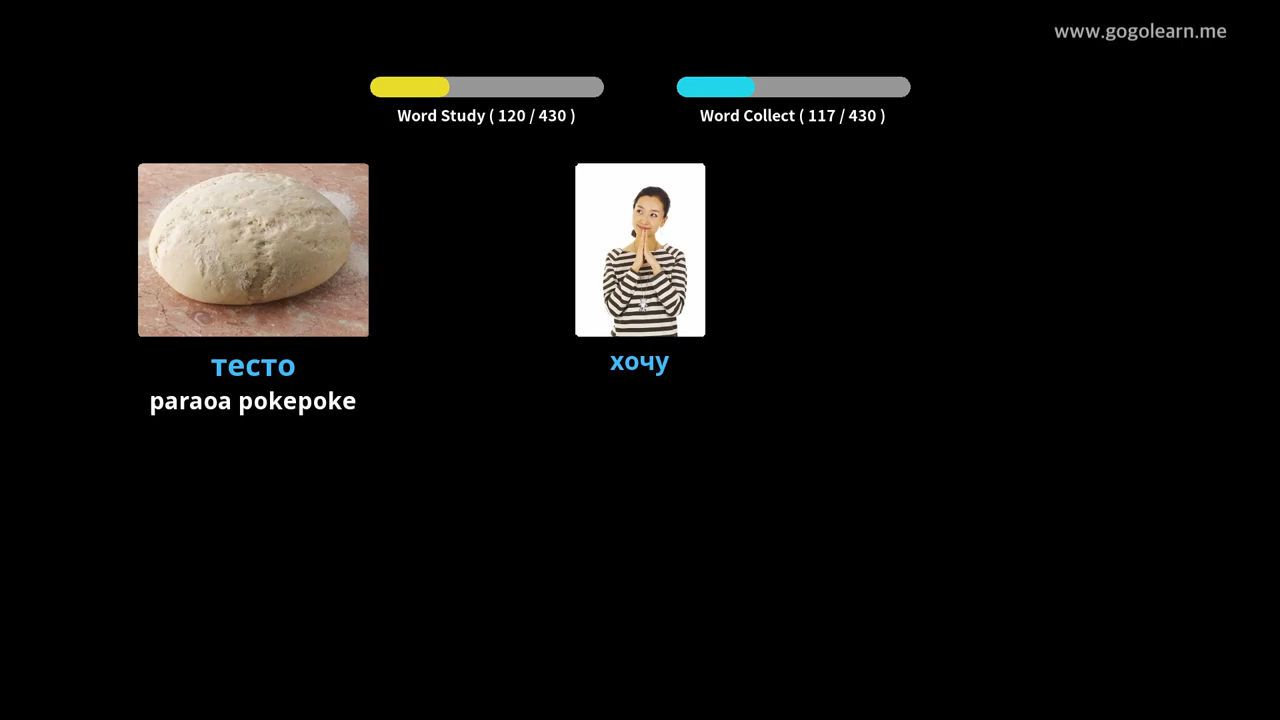 www.gogolearn.me
Word Study ( 120 / 430 )
Word Collect ( 117 / 430 )
тесто
paraoa pokepoke
хочу